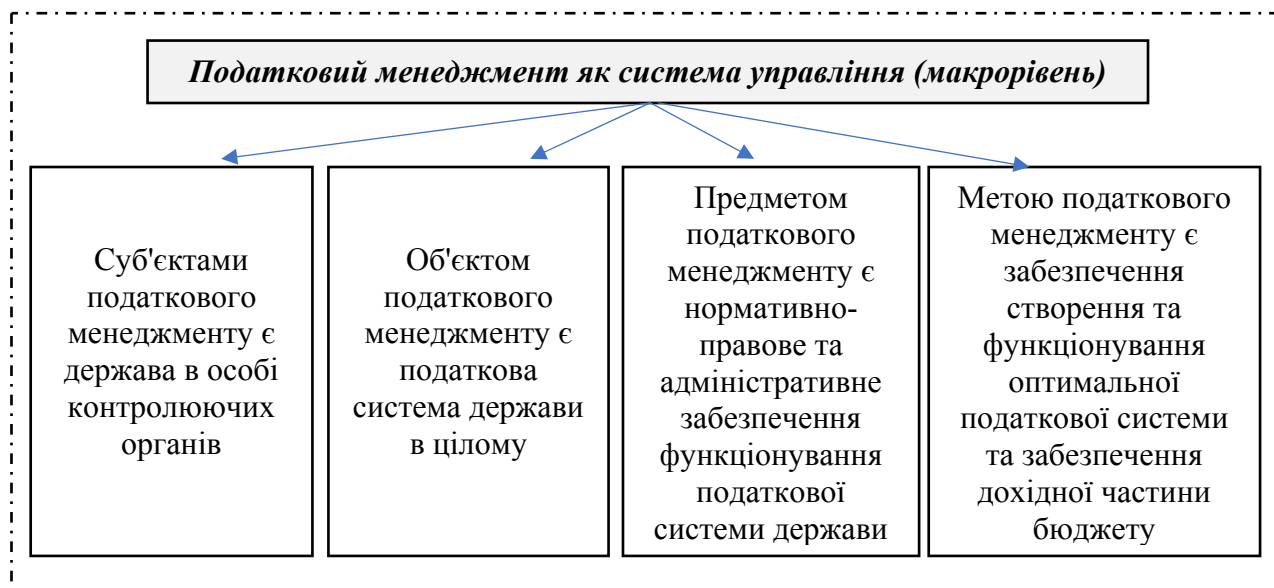 Податковий менеджмент як система управління (макрорівень)
Суб'єктами
податкового
менеджменту є
держава в особі
контролюючих
органів
Об'єктом
податкового
менеджменту є
податкова
система держави
в цілому
Предметом
податкового
менеджменту є
нормативно-
правове та
адміністративне
забезпечення
функціонування
податкової
системи держави
Метою податкового
менеджменту є
забезпечення
створення та
функціонування
оптимальної
податкової системи
та забезпечення
дохідної частини
бюджету